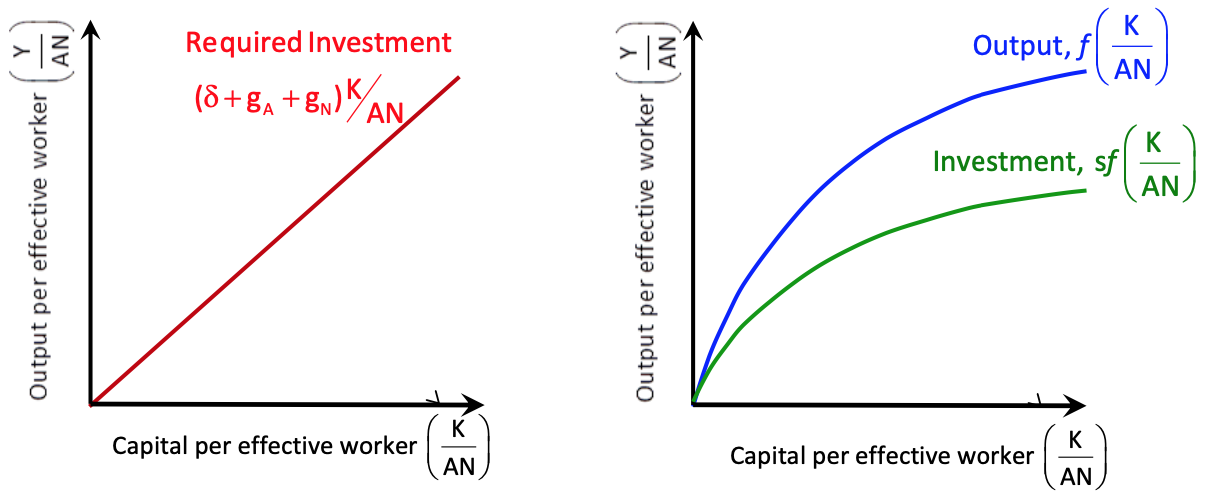 Output per effective worker (Y/AN)
Required Investment
(δ + g_A + g_N) K/AN
Capital per effective worker (K/AN)
Output per effective worker (Y/AN)
Output, f(K/AN)
Investment, sf(K/AN)
Capital per effective worker (K/AN)